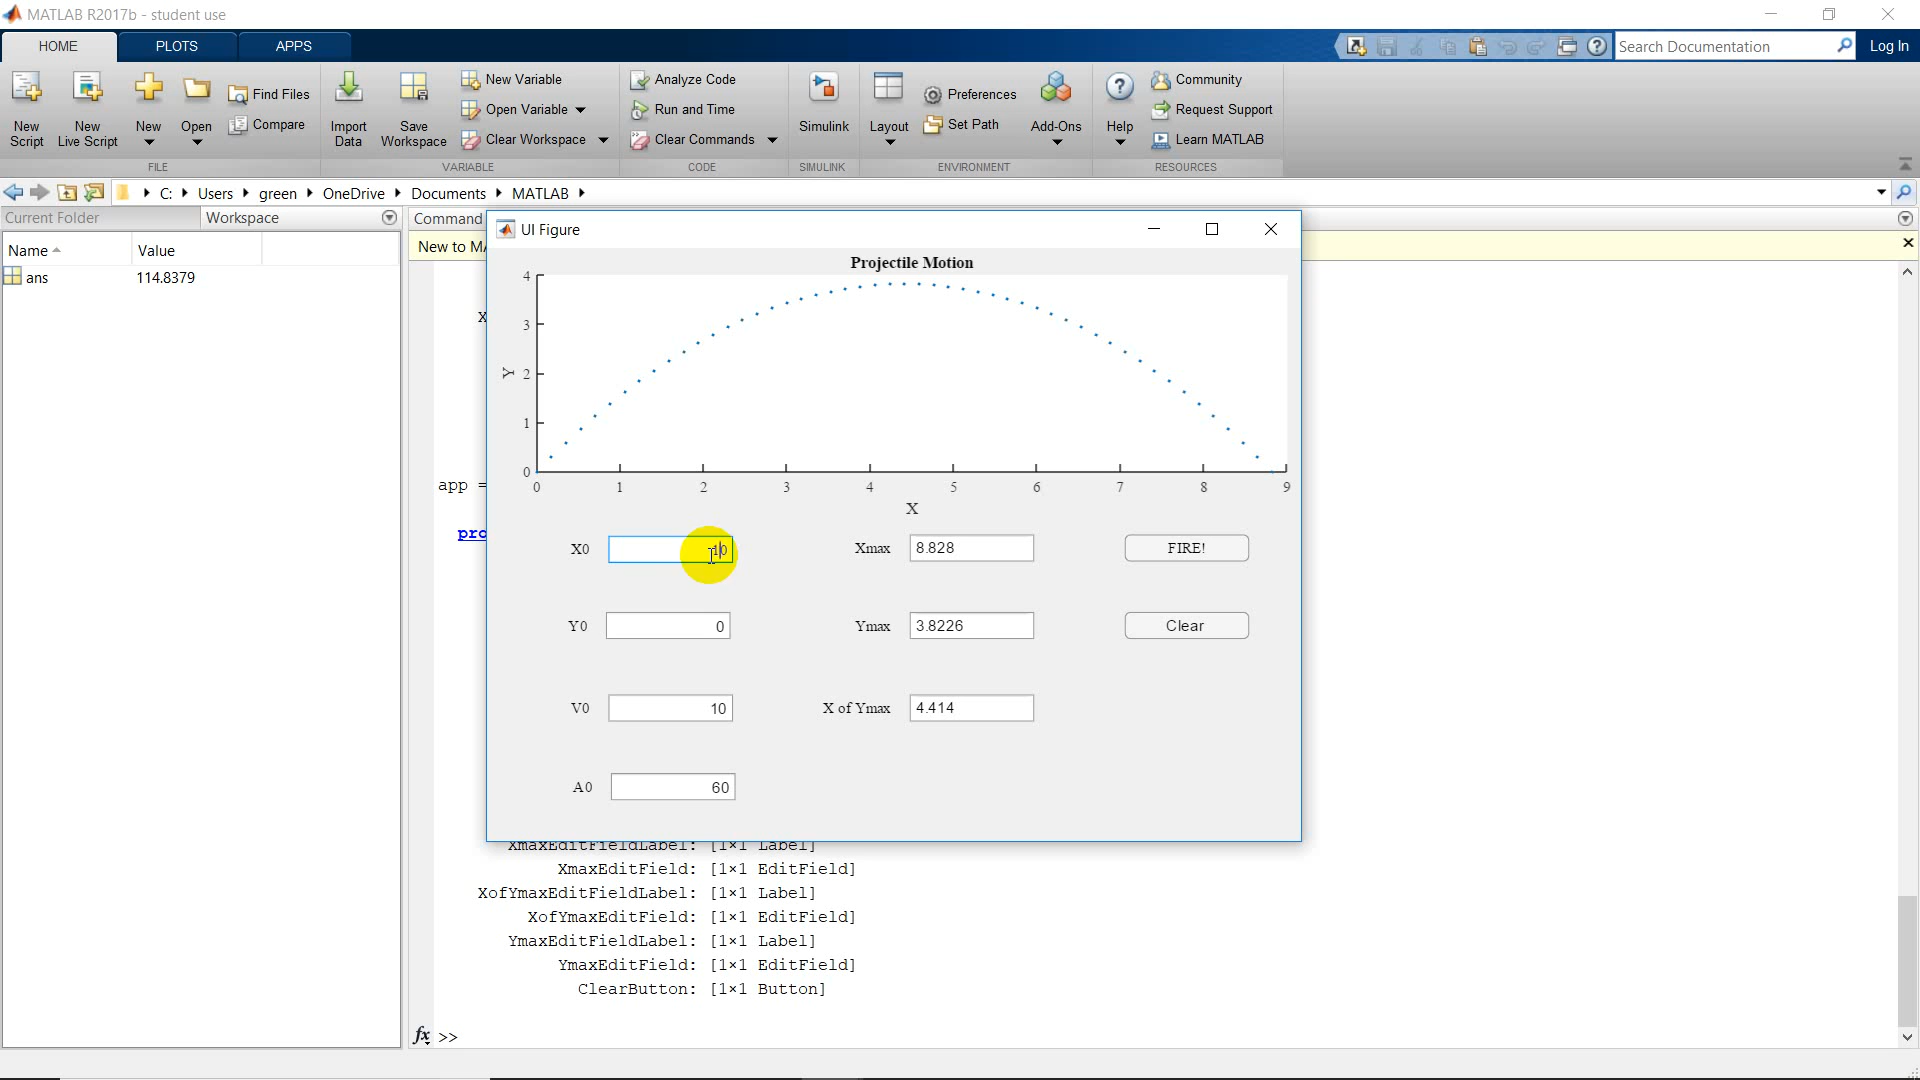 MATLAB R2017b - student use
HOME PLOTS APPS
Search Documentation Log In
New Script
New Live Script
New
Open
Find Files
Compare
Import Data
Save Workspace
New Variable
Open Variable
Clear Workspace
Analyze Code
Run and Time
Clear Commands
Simulink
Layout
Preferences
Set Path
Add-Ons
Help
Community
Request Support
Learn MATLAB
FILE VARIABLE CODE SIMULINK ENVIRONMENT RESOURCES
C: Users green OneDrive Documents MATLAB
Current Folder Workspace Command
Name Value
ans 114.8379
New to MA
UI Figure
X
app =
pro
Projectile Motion
4
3
Y 2
1
0
0 1 2 3 4 5 6 7 8 9
X
X0 10 Xmax 8.828 FIRE!
Y0 0 Ymax 3.8226 Clear
V0 10 X of Ymax 4.414
A0 60
XmaxEditFieldLabel: [1×1 Label]
XmaxEditField: [1×1 EditField]
XofYmaxEditFieldLabel: [1×1 Label]
XofYmaxEditField: [1×1 EditField]
YmaxEditFieldLabel: [1×1 Label]
YmaxEditField: [1×1 EditField]
ClearButton: [1×1 Button]
fx >>